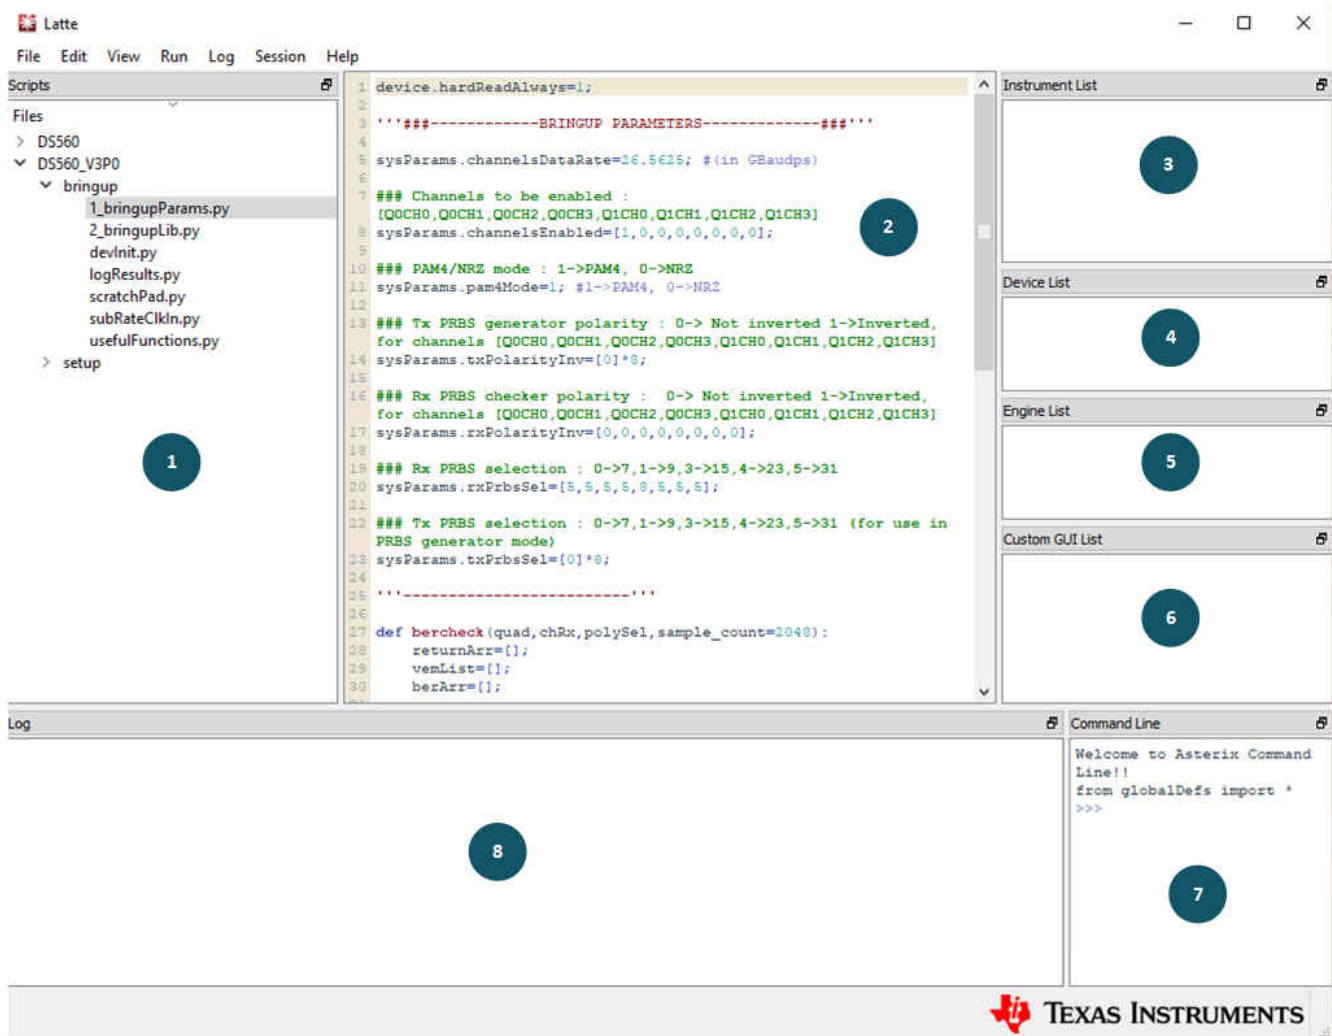 Latte
File Edit View Run Log Session Help
Scripts
Files
DS560
DS560_V3P0
bringup
1_bringupParams.py
2_bringupLib.py
devInit.py
logResults.py
scratchPad.py
subRateClkIn.py
usefulFunctions.py
setup
1
1 device.hardReadAlways=1;
2
3 '''###------------BRINGUP PARAMETERS-------------###'''
4
5 sysParams.channelsDataRate=26.5625; #(in GBaudps)
6
7 ### Channels to be enabled :
[Q0CH0,Q0CH1,Q0CH2,Q0CH3,Q1CH0,Q1CH1,Q1CH2,Q1CH3]
8 sysParams.channelsEnabled=[1,0,0,0,0,0,0,0];
9
10 ### PAM4/NRZ mode : 1->PAM4, 0->NRZ
11 sysParams.pam4Mode=1; #1->PAM4, 0->NRZ
12
13 ### Tx PRBS generator polarity : 0-> Not inverted 1->Inverted,
for channels [Q0CH0,Q0CH1,Q0CH2,Q0CH3,Q1CH0,Q1CH1,Q1CH2,Q1CH3]
14 sysParams.txPolarityInv=[0]*8;
15
16 ### Rx PRBS checker polarity :  0-> Not inverted 1->Inverted,
for channels [Q0CH0,Q0CH1,Q0CH2,Q0CH3,Q1CH0,Q1CH1,Q1CH2,Q1CH3]
17 sysParams.rxPolarityInv=[0,0,0,0,0,0,0,0];
18
19 ### Rx PRBS selection : 0->7,1->9,3->15,4->23,5->31
20 sysParams.rxPrbsSel=[5,5,5,5,8,5,5,5];
21
22 ### Tx PRBS selection : 0->7,1->9,3->15,4->23,5->31 (for use in
PRBS generator mode)
23 sysParams.txPrbsSel=[0]*8;
24
25 '''-------------------------'''
26
27 def bercheck(quad,chRx,polySel,sample_count=2048):
28     returnArr=[];
29     vemList=[];
30     berArr=[];
2
Instrument List
3
Device List
4
Engine List
5
Custom GUI List
6
Log
8
Command Line
Welcome to Asterix Command
Line!!
from globalDefs import *
>>>
7
TEXAS INSTRUMENTS